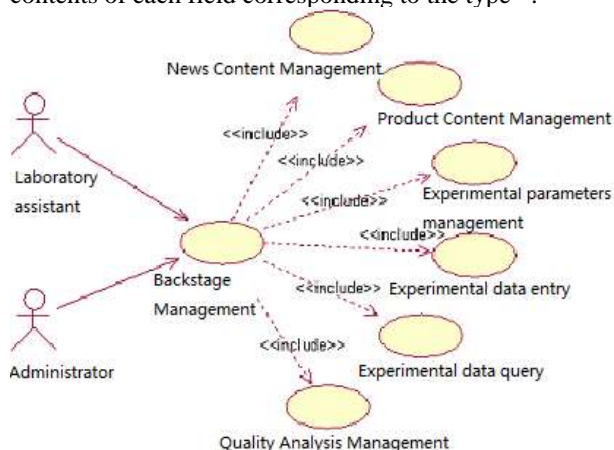 contents of each field corresponding to the type
News Content Management
Product Content Management
<<include>>
<<include>>
Laboratory
assistant
<<include>>
Experimental parameters
management
<<include>>
Backstage
Management
<<include>>
Experimental data entry
<<include>>
Administrator
Experimental data query
Quality Analysis Management